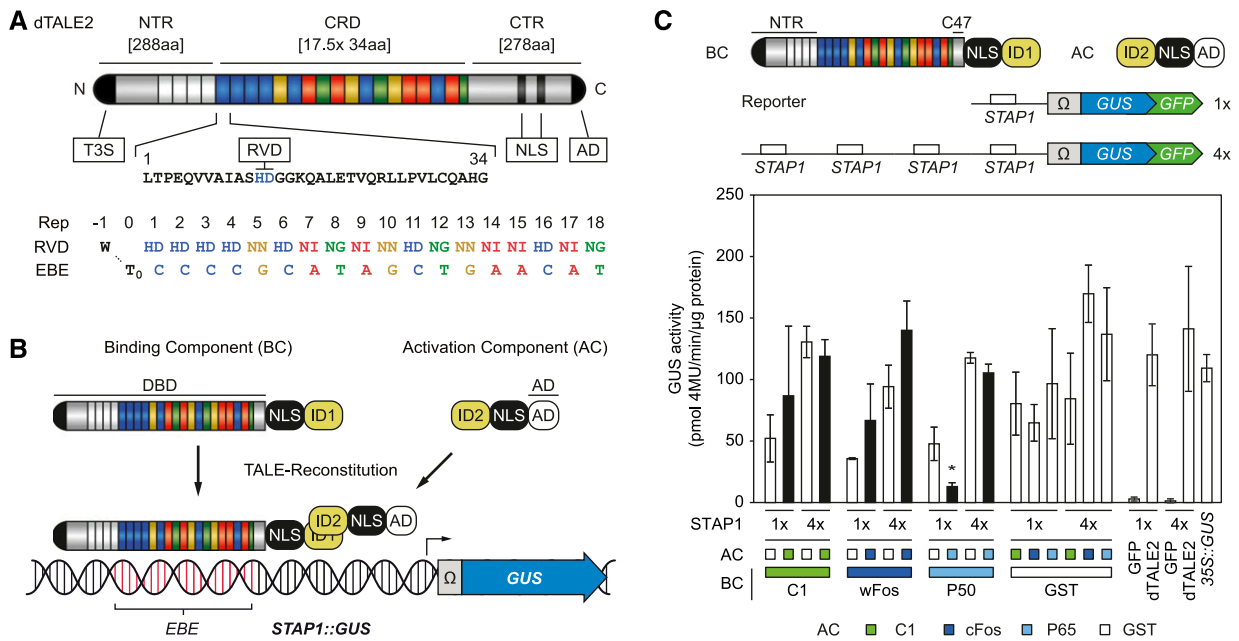 A
dTALE2
NTR
[288aa]
CRD
[17.5x 34aa]
CTR
[278aa]
N
C
T3S
RVD
NLS
AD
1
34
LTPEQVVAIASHDGGKQALETVQRLLPVLCQAHG
Rep -1 0 1 2 3 4 5 6 7 8 9 10 11 12 13 14 15 16 17 18
RVD W HD HD HD HD NN HD NI NG NI NN HD NG NN NI NI HD NI NG
EBE T0 C C C C G C A T A G C T G A A C A T
B
Binding Component (BC)
Activation Component (AC)
DBD
AD
NLS ID1
ID2 NLS AD
TALE-Reconstitution
NLS ID2 ID1 NLS AD
Ω GUS
EBE
STAP1::GUS
C
NTR
C47
BC
NLS ID1
AC
ID2 NLS AD
Reporter
STAP1
Ω GUS GFP 1x
STAP1 STAP1 STAP1 STAP1
Ω GUS GFP 4x
GUS activity
(pmol 4MU/min/µg protein)
250
200
150
100
50
0
*
STAP1 1x 4x 1x 4x 1x 4x 1x 4x 1x 4x
AC
BC
C1 wFos P50 GST
GFP
dTALE2
GFP
dTALE2
35S::GUS
AC C1 cFos P65 GST